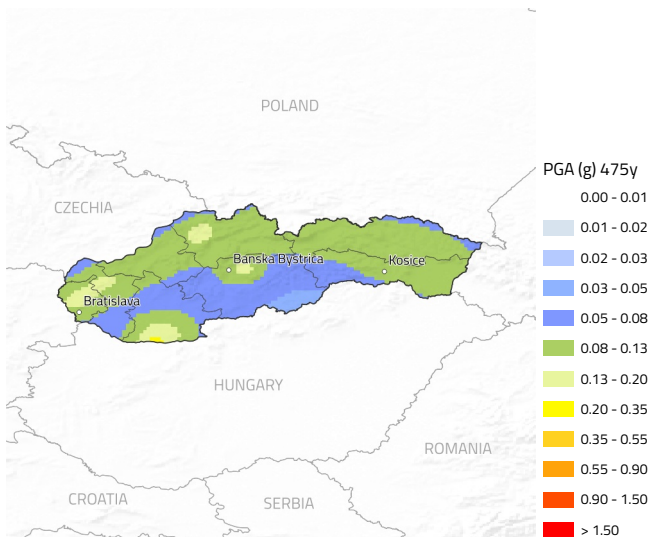 POLAND
CZECHIA
Banska Bystrica
Kosice
Bratislava
HUNGARY
ROMANIA
CROATIA
SERBIA
PGA (g) 475y
0.00 - 0.01
0.01 - 0.02
0.02 - 0.03
0.03 - 0.05
0.05 - 0.08
0.08 - 0.13
0.13 - 0.20
0.20 - 0.35
0.35 - 0.55
0.55 - 0.90
0.90 - 1.50
> 1.50